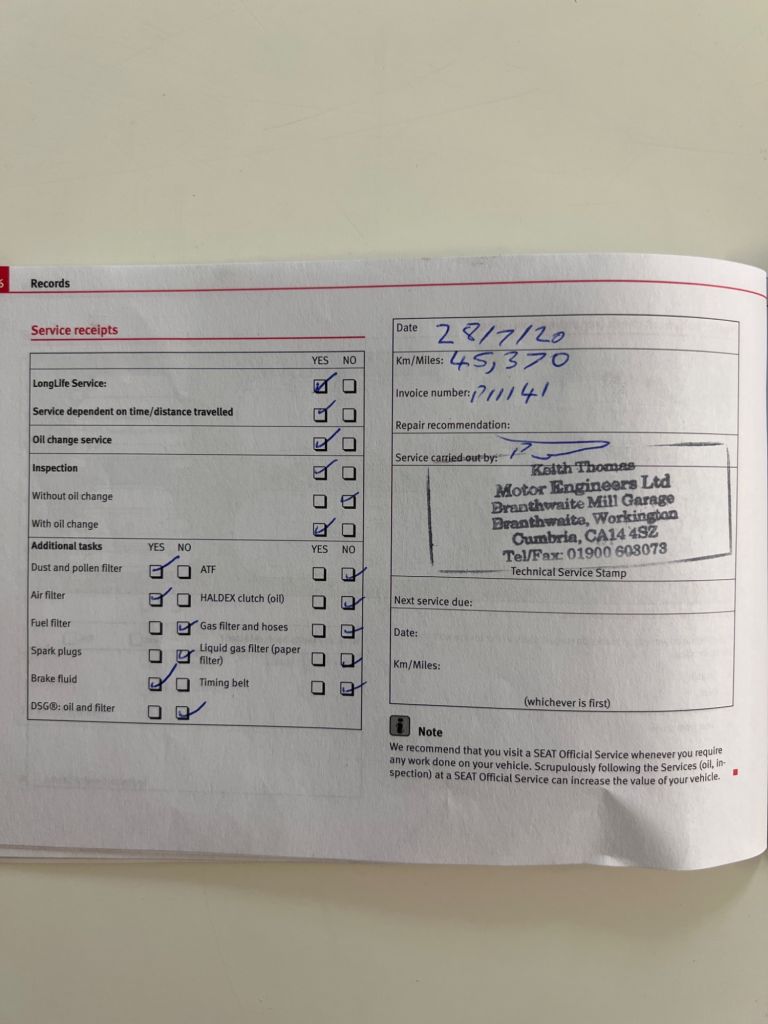 6 Records
Service receipts
YES NO
LongLife Service:
Service dependent on time/distance travelled
Oil change service
Inspection
Without oil change
With oil change
Additional tasks YES NO YES NO
Dust and pollen filter ATF
Air filter HALDEX clutch (oil)
Fuel filter Gas filter and hoses
Spark plugs Liquid gas filter (paper
filter)
Brake fluid Timing belt
DSG®: oil and filter
Date 28/7/20
Km/Miles: 45,370
Invoice number: P11141
Repair recommendation:
Service carried out by:
Keith Thomas
Motor Engineers Ltd
Branthwaite Mill Garage
Branthwaite, Workington
Cumbria, CA14 4SZ
Tel/Fax: 01900 603073
Technical Service Stamp
Next service due:
Date:
Km/Miles:
(whichever is first)
i Note
We recommend that you visit a SEAT Official Service whenever you require
any work done on your vehicle. Scrupulously following the Services (oil, in-
spection) at a SEAT Official Service can increase the value of your vehicle.